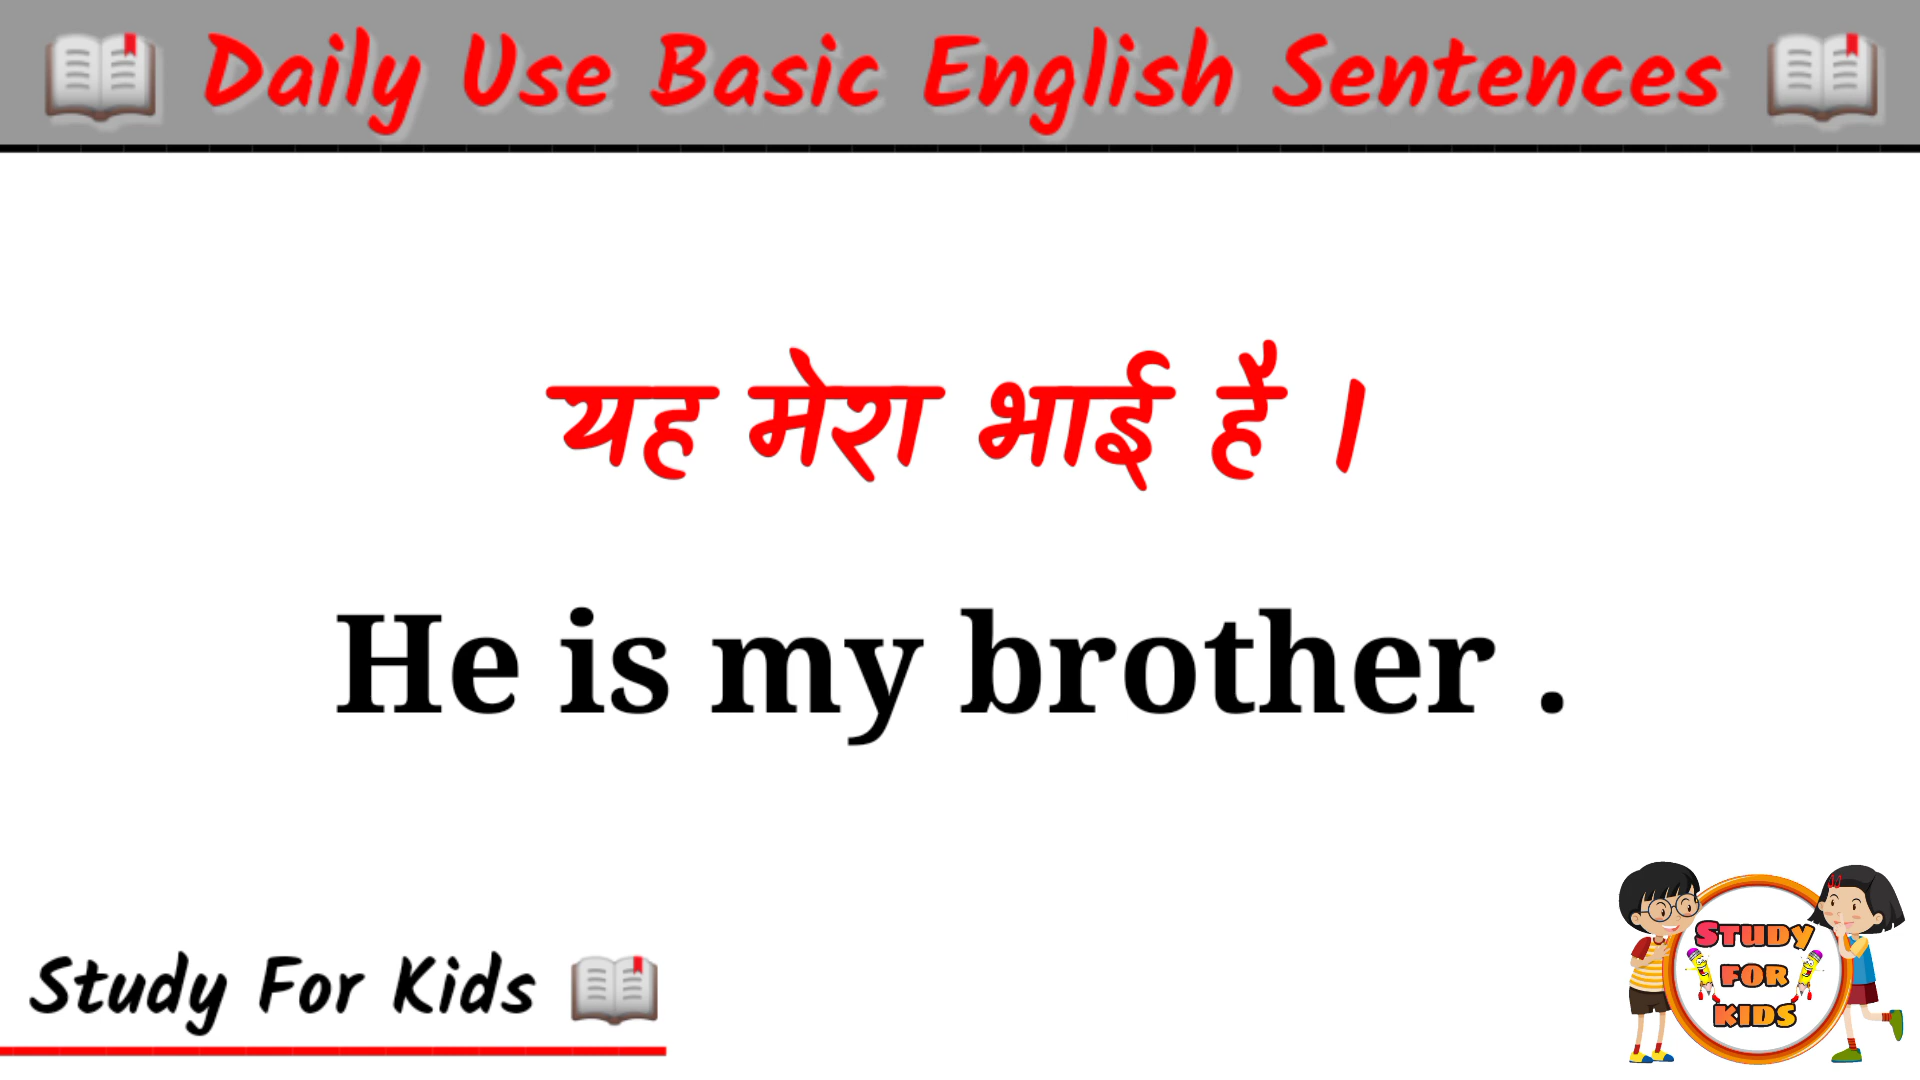 Daily Use Basic English Sentences
यह मेरा भाई है ।
He is my brother .
Study For Kids
STUDY
FOR
KIDS